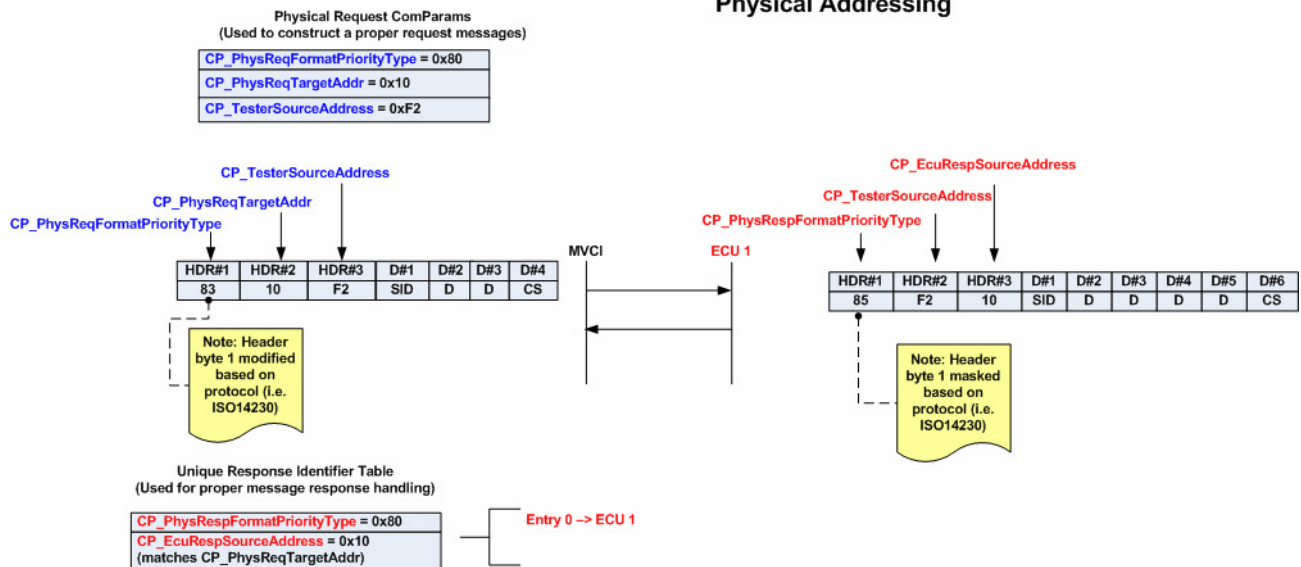 Physical Addressing
Physical Request ComParams
(Used to construct a proper request messages)
CP_PhysReqFormatPriorityType = 0x80
CP_PhysReqTargetAddr = 0x10
CP_TesterSourceAddress = 0xF2
CP_TesterSourceAddress
CP_PhysReqTargetAddr
CP_PhysReqFormatPriorityType
HDR#1 HDR#2 HDR#3 D#1 D#2 D#3 D#4
83 10 F2 SID D D CS
Note: Header
byte 1 modified
based on
protocol (i.e.
ISO14230)
MVCI
ECU 1
CP_EcuRespSourceAddress
CP_TesterSourceAddress
CP_PhysRespFormatPriorityType
HDR#1 HDR#2 HDR#3 D#1 D#2 D#3 D#4 D#5 D#6
85 F2 10 SID D D D D CS
Note: Header
byte 1 masked
based on
protocol (i.e.
ISO14230)
Unique Response Identifier Table
(Used for proper message response handling)
CP_PhysRespFormatPriorityType = 0x80
CP_EcuRespSourceAddress = 0x10
(matches CP_PhysReqTargetAddr)
Entry 0 –> ECU 1